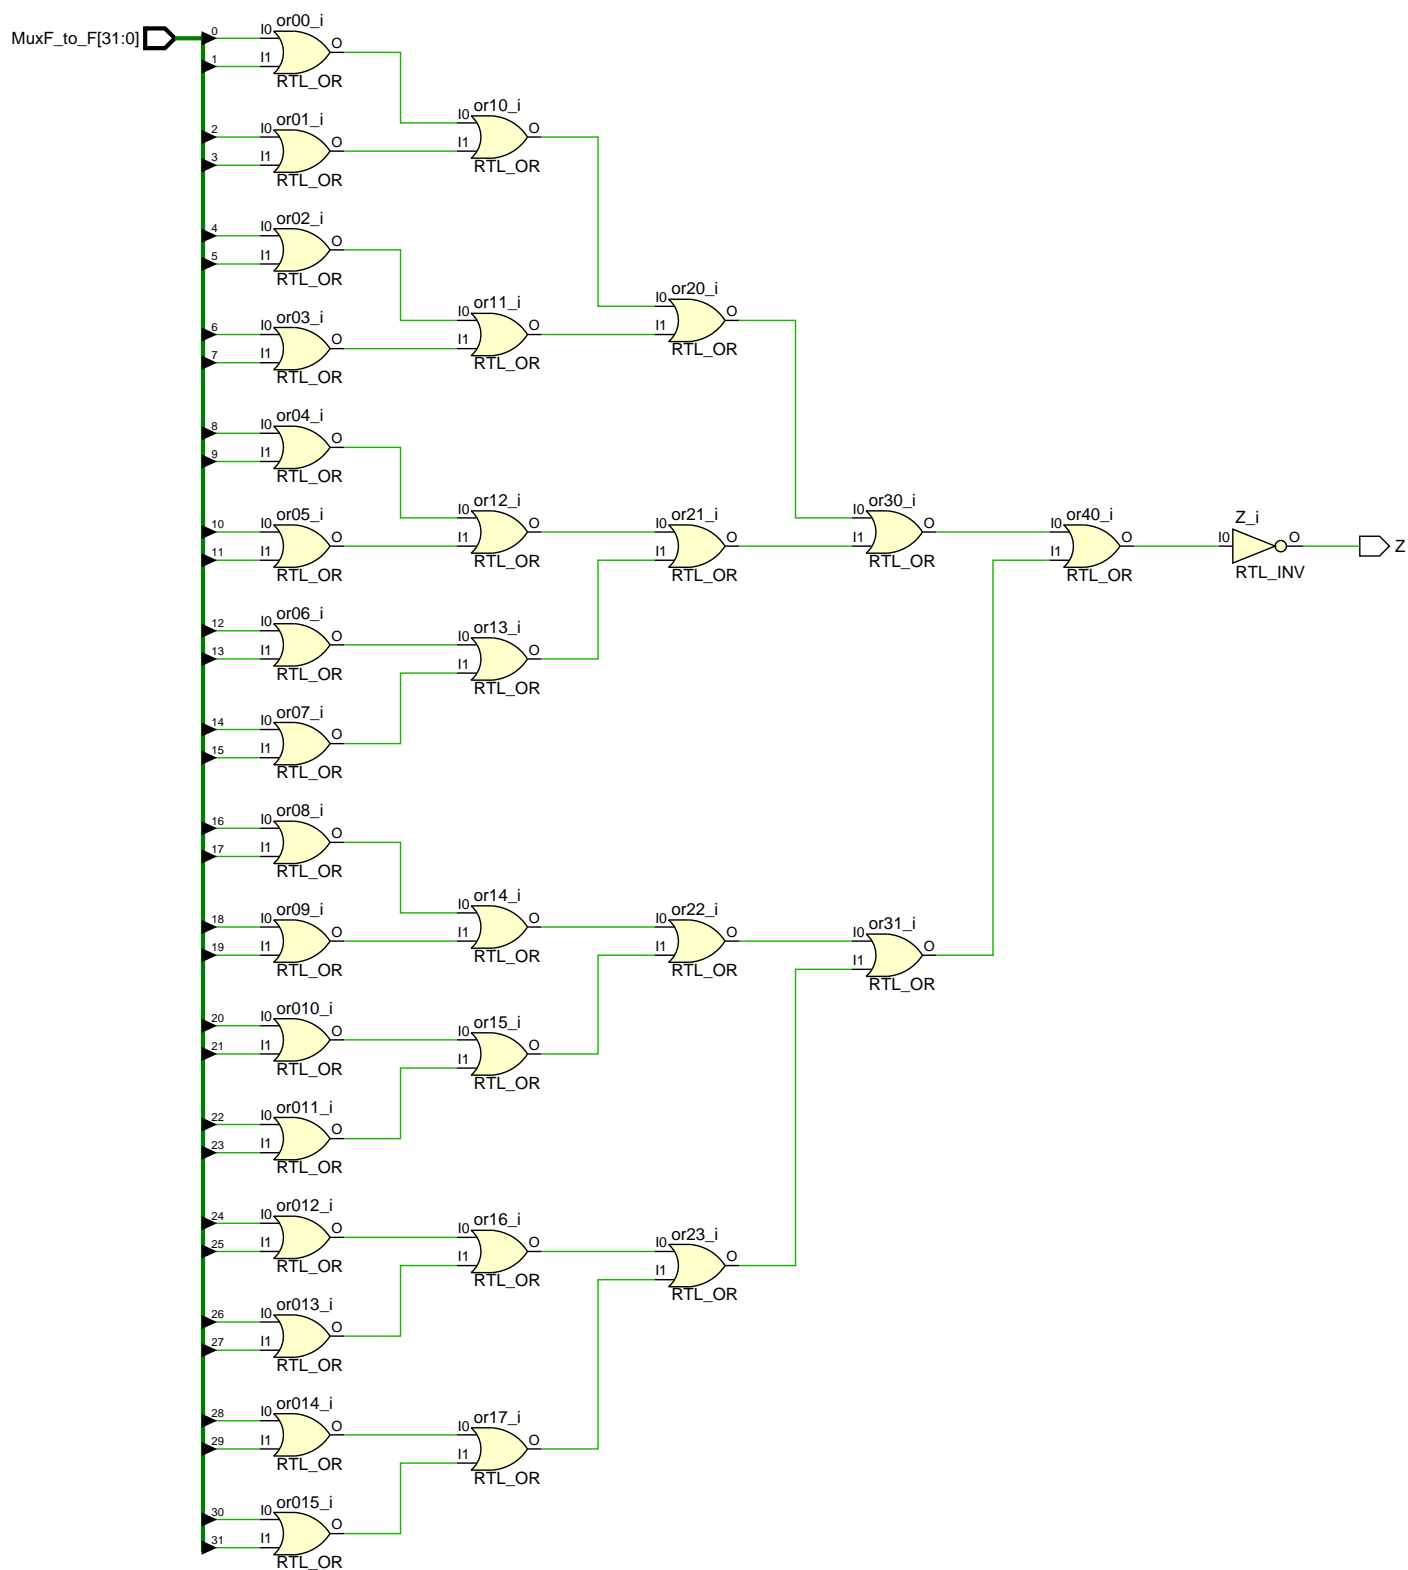 MuxF_to_F[31:0]
0 I0 or00_i O
1 I1
RTL_OR
2 I0 or01_i O
3 I1
RTL_OR
4 I0 or02_i O
5 I1
RTL_OR
6 I0 or03_i O
7 I1
RTL_OR
8 I0 or04_i O
9 I1
RTL_OR
10 I0 or05_i O
11 I1
RTL_OR
12 I0 or06_i O
13 I1
RTL_OR
14 I0 or07_i O
15 I1
RTL_OR
16 I0 or08_i O
17 I1
RTL_OR
18 I0 or09_i O
19 I1
RTL_OR
20 I0 or010_i O
21 I1
RTL_OR
22 I0 or011_i O
23 I1
RTL_OR
24 I0 or012_i O
25 I1
RTL_OR
26 I0 or013_i O
27 I1
RTL_OR
28 I0 or014_i O
29 I1
RTL_OR
30 I0 or015_i O
31 I1
RTL_OR
I0 or10_i O
I1
RTL_OR
I0 or11_i O
I1
RTL_OR
I0 or12_i O
I1
RTL_OR
I0 or13_i O
I1
RTL_OR
I0 or14_i O
I1
RTL_OR
I0 or15_i O
I1
RTL_OR
I0 or16_i O
I1
RTL_OR
I0 or17_i O
I1
RTL_OR
I0 or20_i O
I1
RTL_OR
I0 or21_i O
I1
RTL_OR
I0 or22_i O
I1
RTL_OR
I0 or23_i O
I1
RTL_OR
I0 or30_i O
I1
RTL_OR
I0 or31_i O
I1
RTL_OR
I0 or40_i O
I1
RTL_OR
Z_i
I0 O
RTL_INV
Z